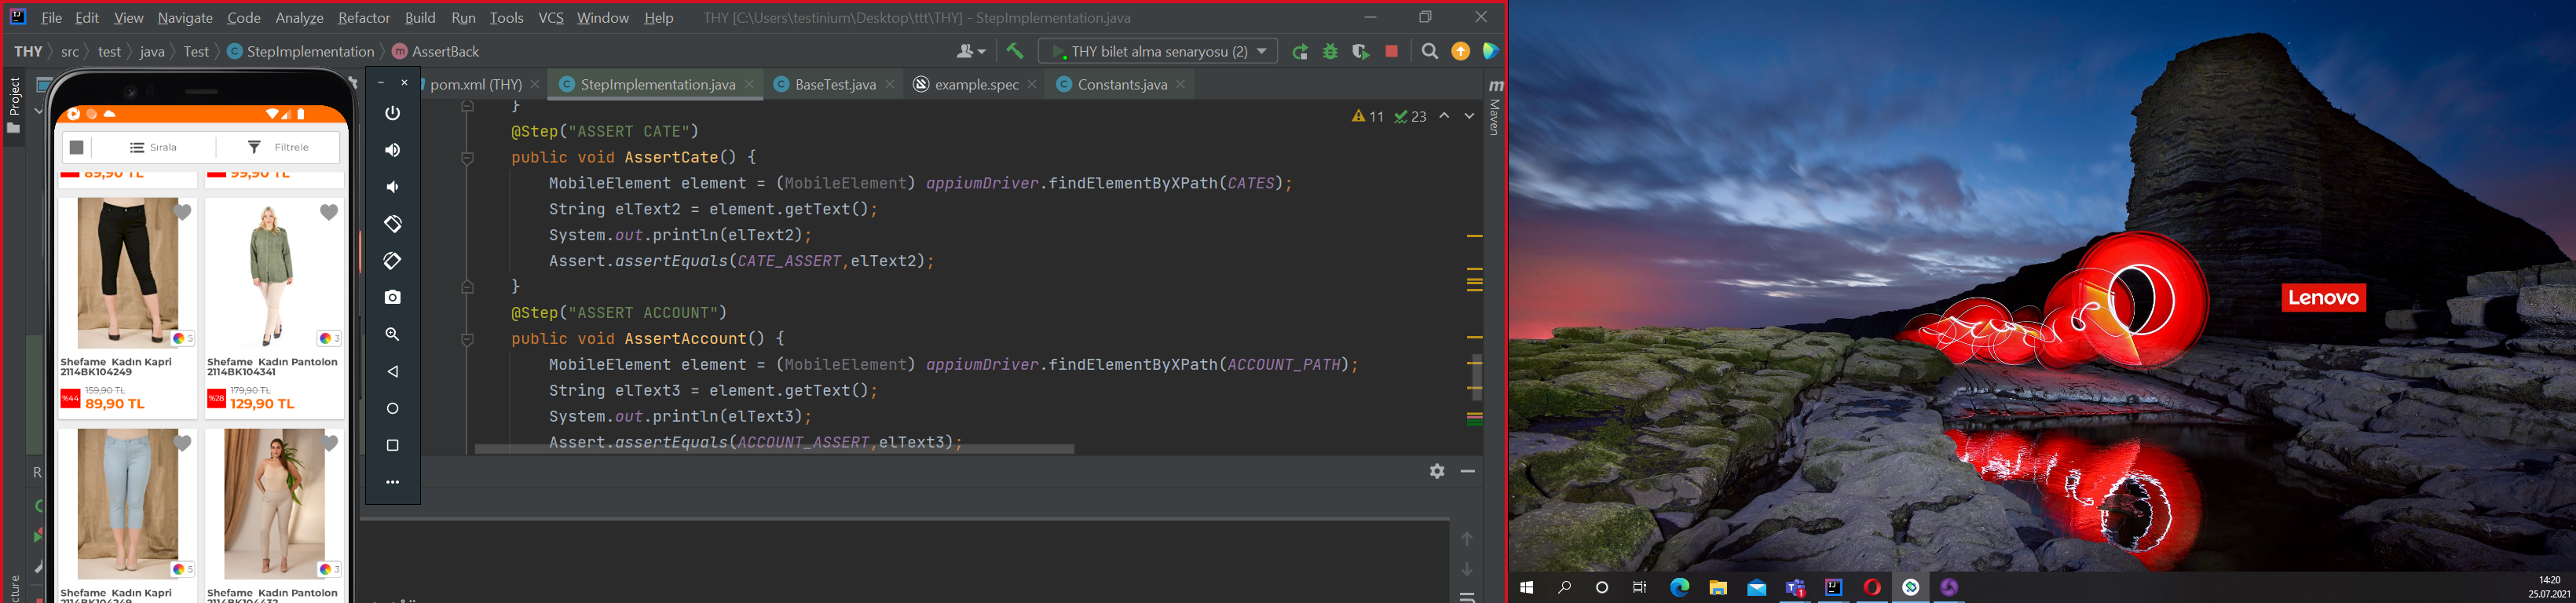 File Edit View Navigate Code Analyze Refactor Build Run Tools VCS Window Help THY [C:\Users\testinium\Desktop\ttt\THY] - StepImplementation.java
THY src test java Test StepImplementation AssertBack
THY bilet alma senaryosu (2)
Project
pom.xml (THY) StepImplementation.java BaseTest.java example.spec Constants.java
Maven
11 23
}
@Step("ASSERT CATE")
public void AssertCate() {
MobileElement element = (MobileElement) appiumDriver.findElementByXPath(CATES);
String elText2 = element.getText();
System.out.println(elText2);
Assert.assertEquals(CATE_ASSERT,elText2);
}
@Step("ASSERT ACCOUNT")
public void AssertAccount() {
MobileElement element = (MobileElement) appiumDriver.findElementByXPath(ACCOUNT_PATH);
String elText3 = element.getText();
System.out.println(elText3);
Assert.assertEquals(ACCOUNT_ASSERT,elText3);
Sırala Filtrele
89,90 TL 99,90 TL
5 3
Shefame Kadın Kapri
2114BK104249
%44 159,90 TL
89,90 TL
Shefame Kadın Pantolon
2114BK104341
%28 179,90 TL
129,90 TL
5 3
Shefame Kadın Kapri
2114BK104249
Shefame Kadın Pantolon
2114BK104432
Lenovo
1
14:20
25.07.2021